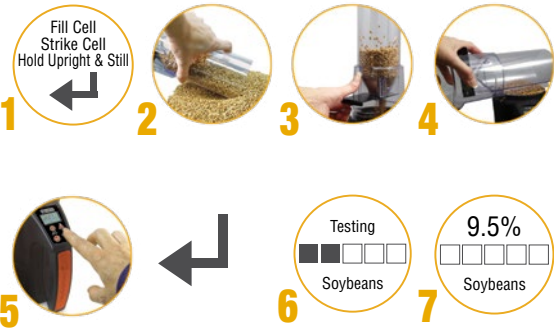 Fill Cell
Strike Cell
Hold Upright & Still
1
2
3
4
5
6
Testing
Soybeans
7
9.5%
Soybeans